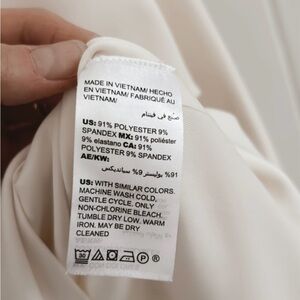 MADE IN VIETNAM/ HECHO
EN VIETNAM/ FABRIQUÉ AU
VIETNAM/
صنع في فيتنام
US: 91% POLYESTER 9%
SPANDEX MX: 91% poliéster
9% elastano CA: 91%
POLYESTER 9% SPANDEX
AE/KW:
91% بوليستر 9% سبانديكس
US: WITH SIMILAR COLORS.
MACHINE WASH COLD,
GENTLE CYCLE. ONLY
NON-CHLORINE BLEACH.
TUMBLE DRY LOW. WARM
IRON. MAY BE DRY
CLEANED
30
P